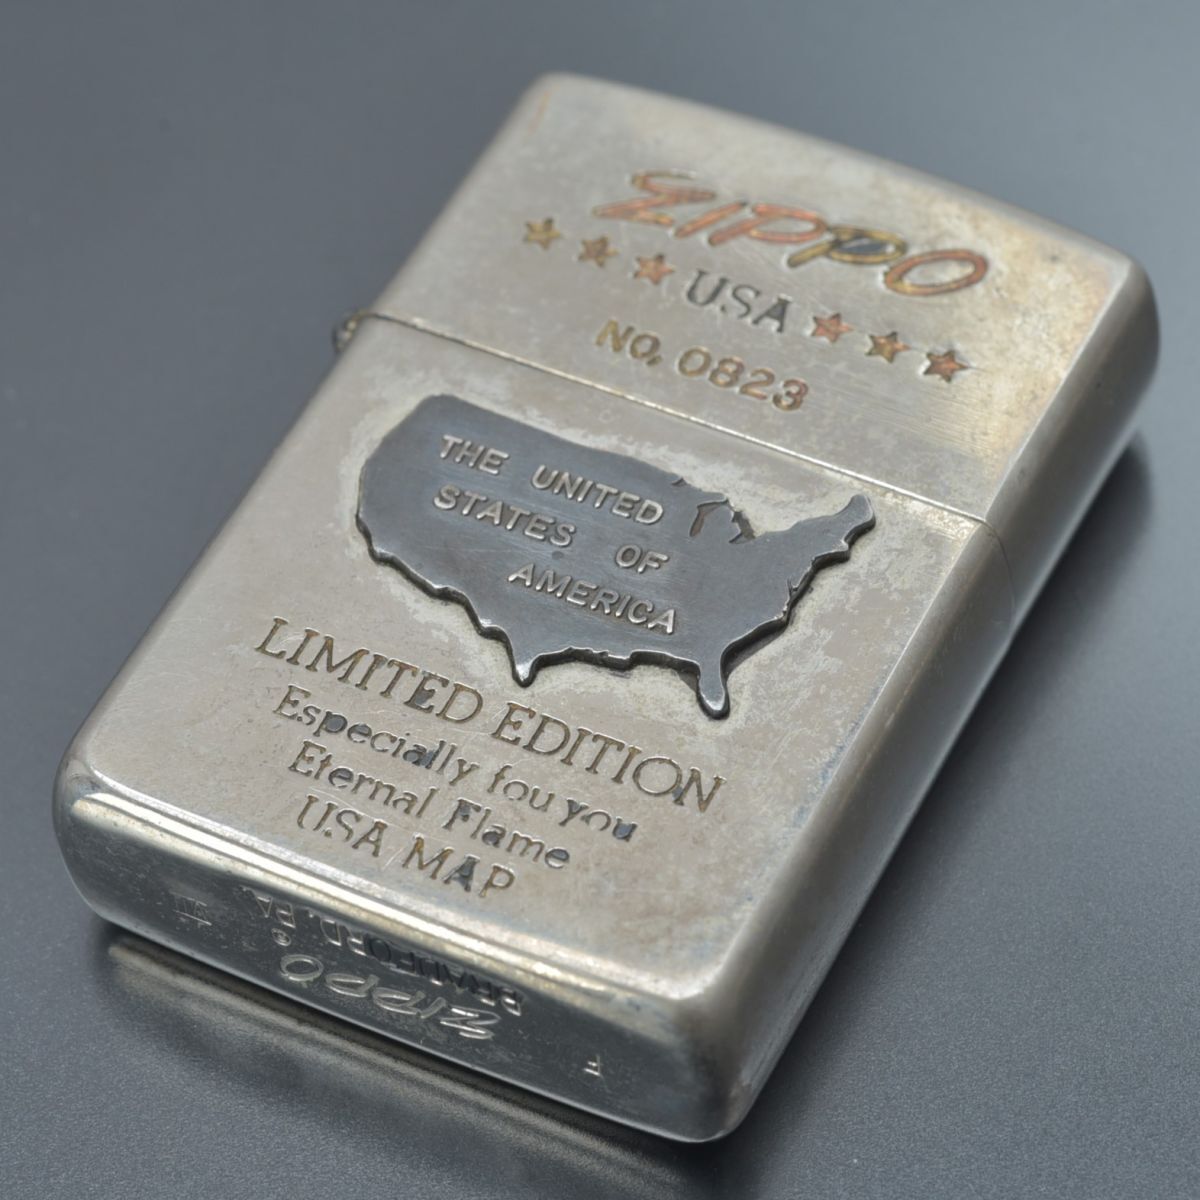 ZIPPO
★★★USA★★★
NO, 0823
THE UNITED
STATES OF
AMERICA
LIMITED EDITION
Especially fou you
Eternal Flame
USA MAP
F
ZIPPO
BRADFORD, PA.
®